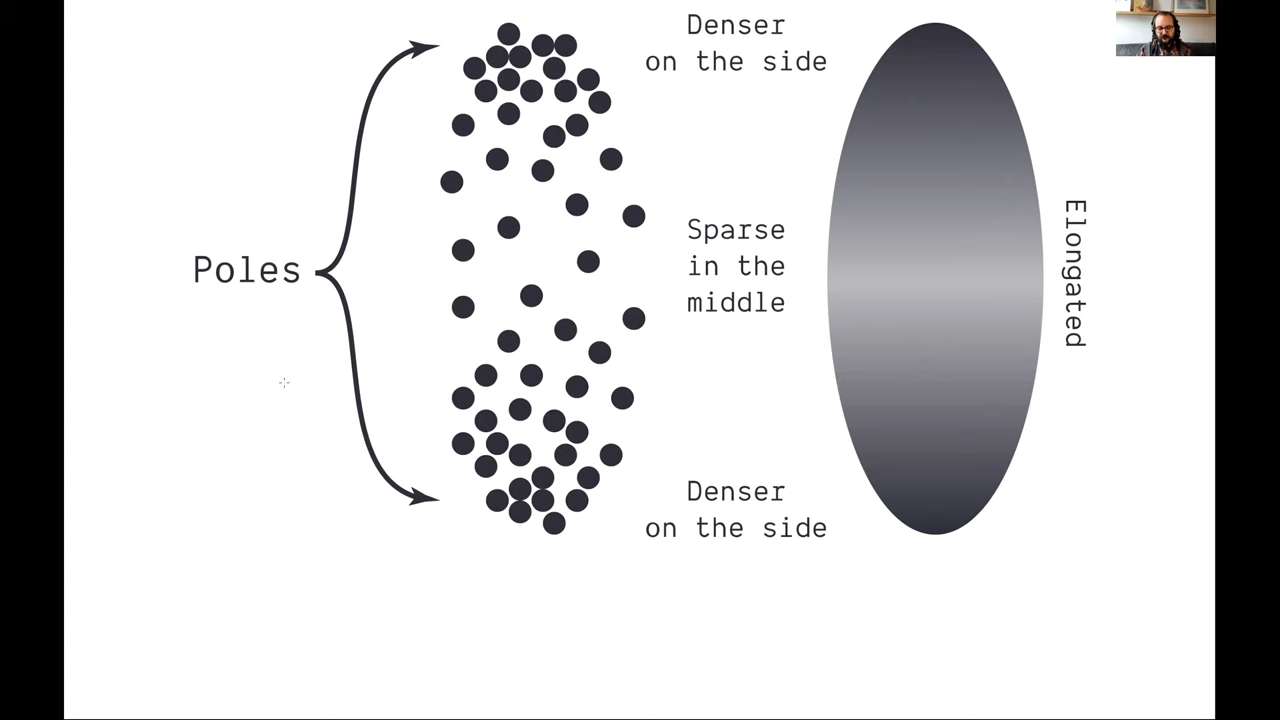 Denser
on the side
Poles
Sparse
in the
middle
Elongated
Denser
on the side